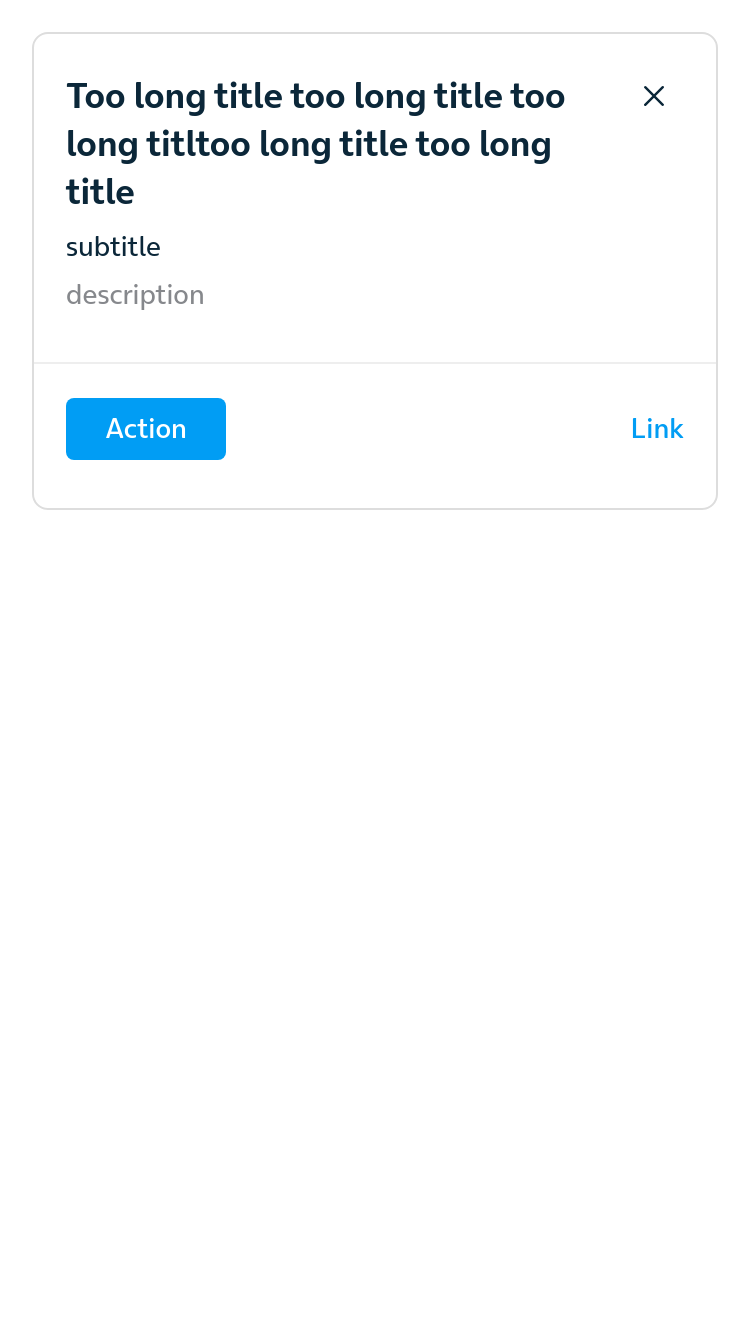 Too long title too long title too
long titltoo long title too long
title
subtitle
description
Action
Link